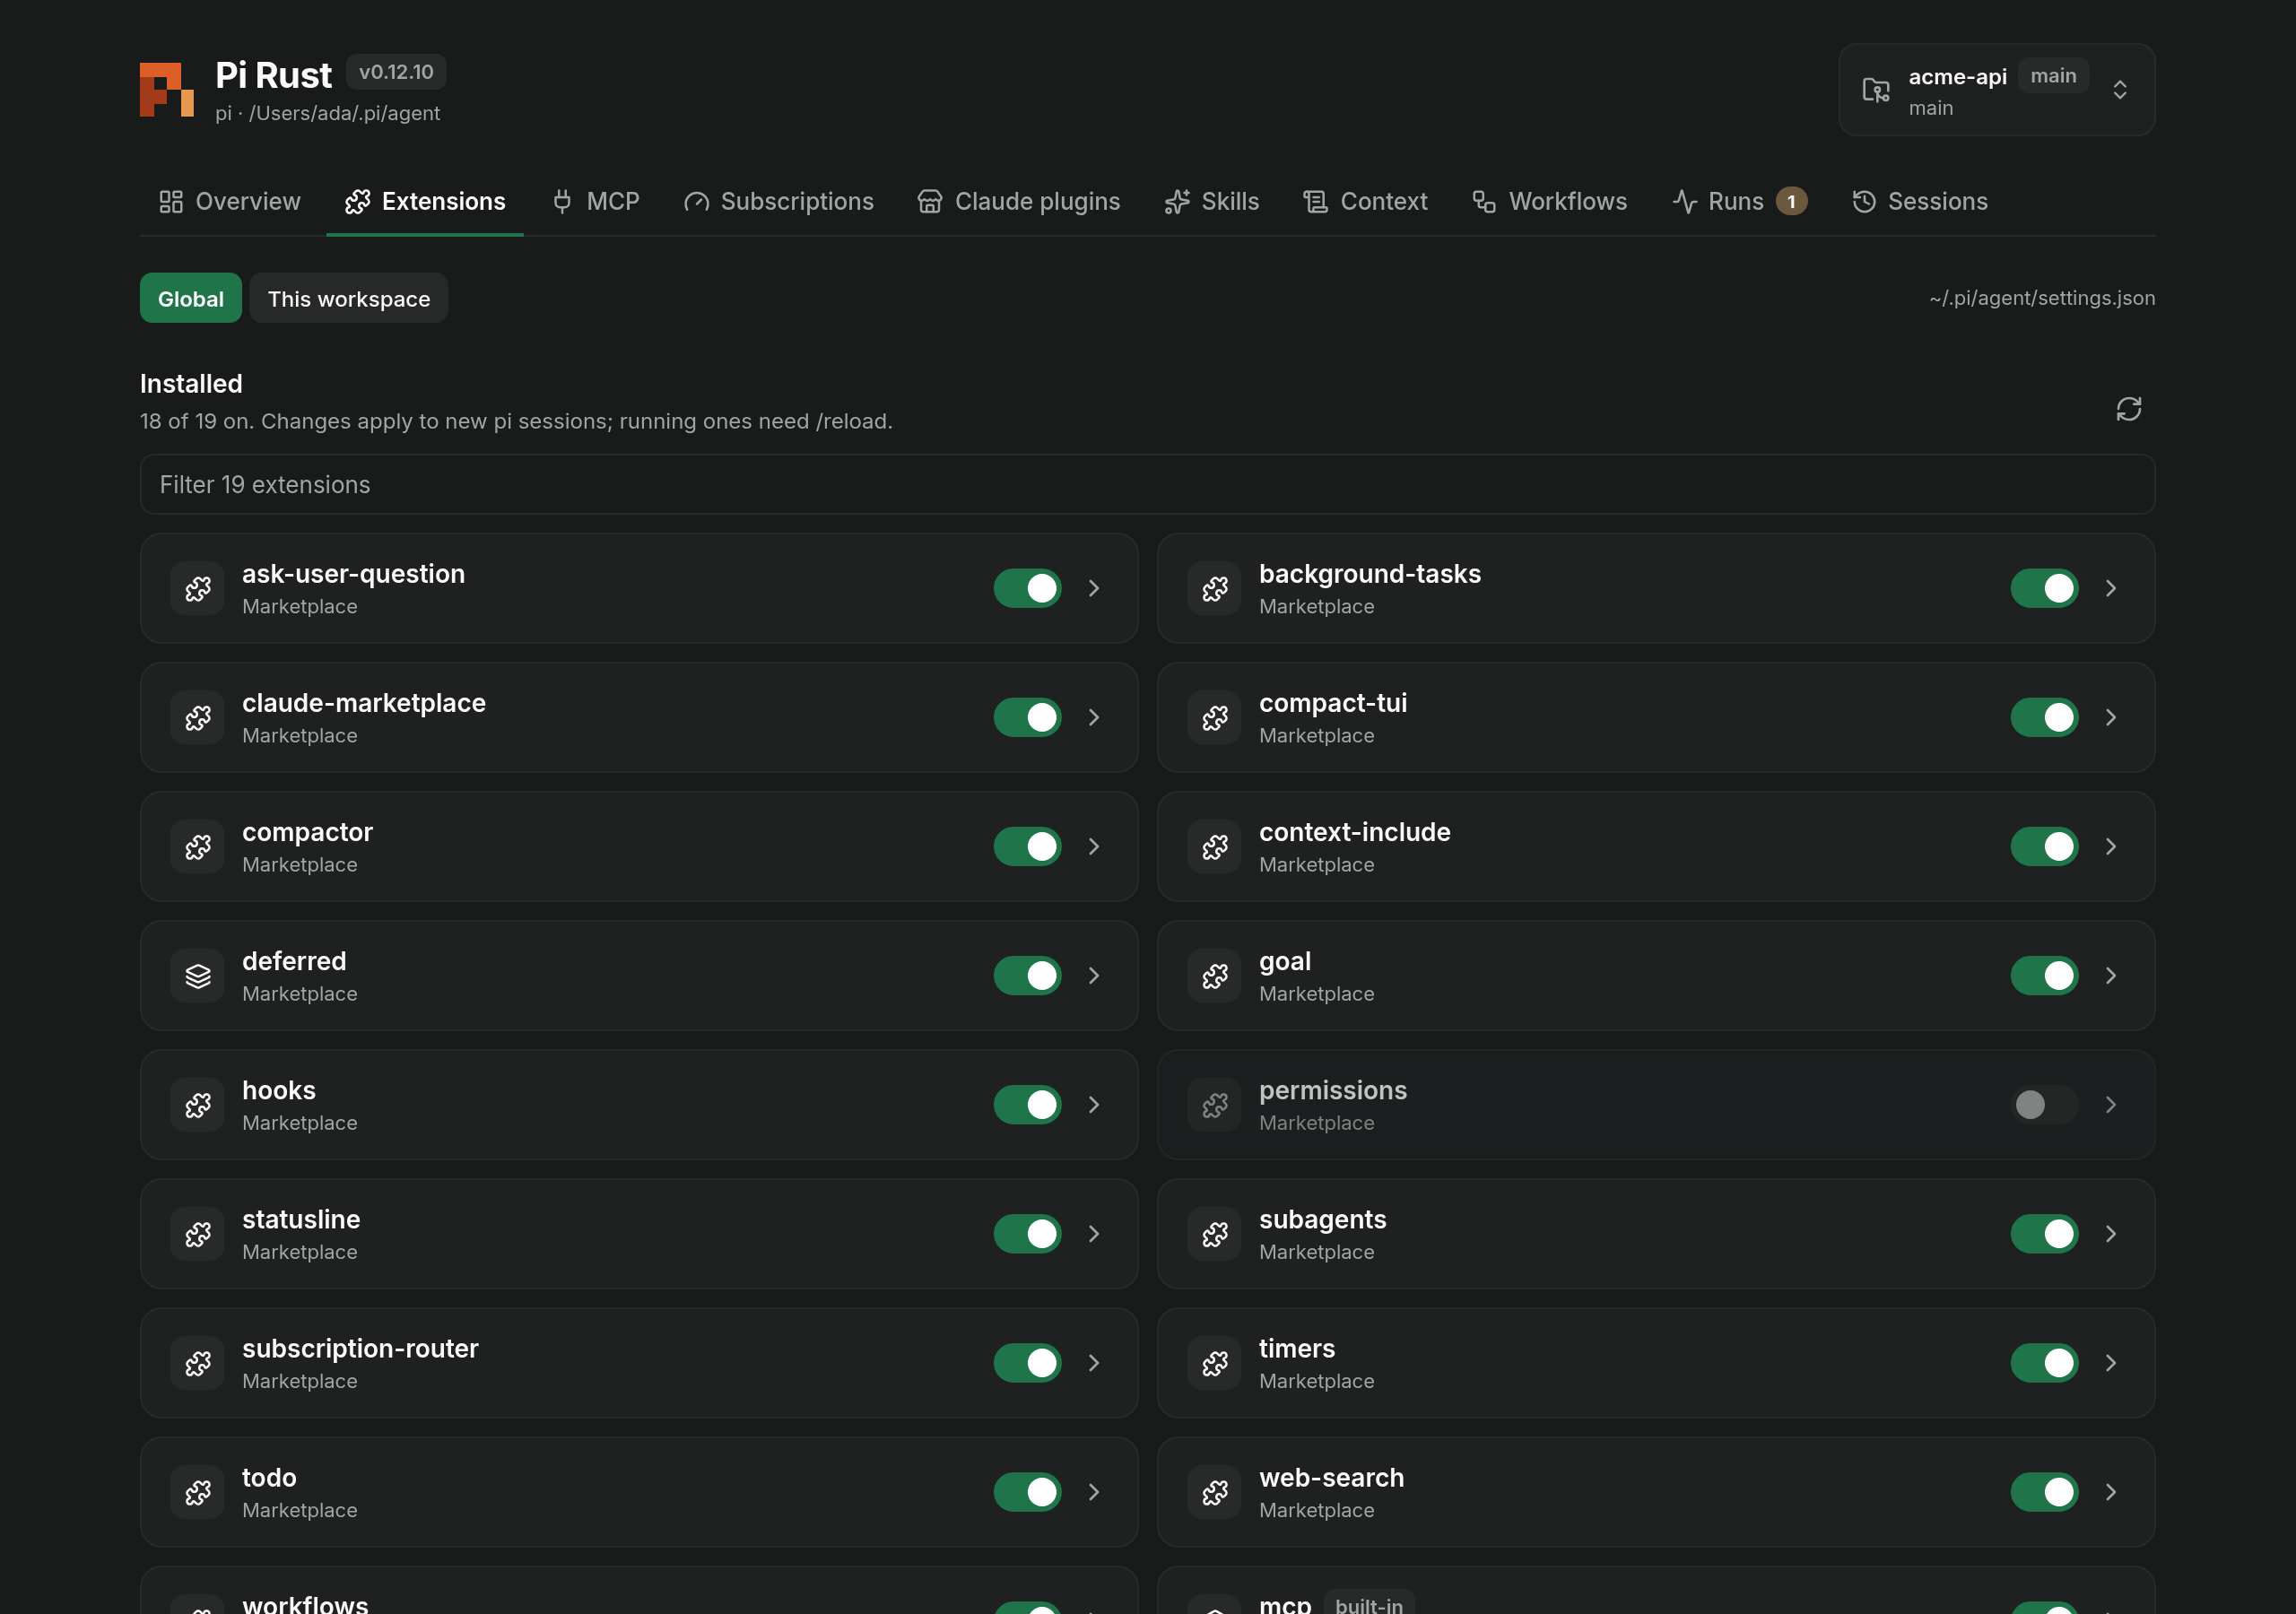 Pi Rust v0.12.10
pi · /Users/ada/.pi/agent
acme-api main
main
Overview Extensions MCP Subscriptions Claude plugins Skills Context Workflows Runs 1 Sessions
Global This workspace ~/.pi/agent/settings.json
Installed
18 of 19 on. Changes apply to new pi sessions; running ones need /reload.
Filter 19 extensions
ask-user-question
Marketplace
background-tasks
Marketplace
claude-marketplace
Marketplace
compact-tui
Marketplace
compactor
Marketplace
context-include
Marketplace
deferred
Marketplace
goal
Marketplace
hooks
Marketplace
permissions
Marketplace
statusline
Marketplace
subagents
Marketplace
subscription-router
Marketplace
timers
Marketplace
todo
Marketplace
web-search
Marketplace
workflows
mcp built-in